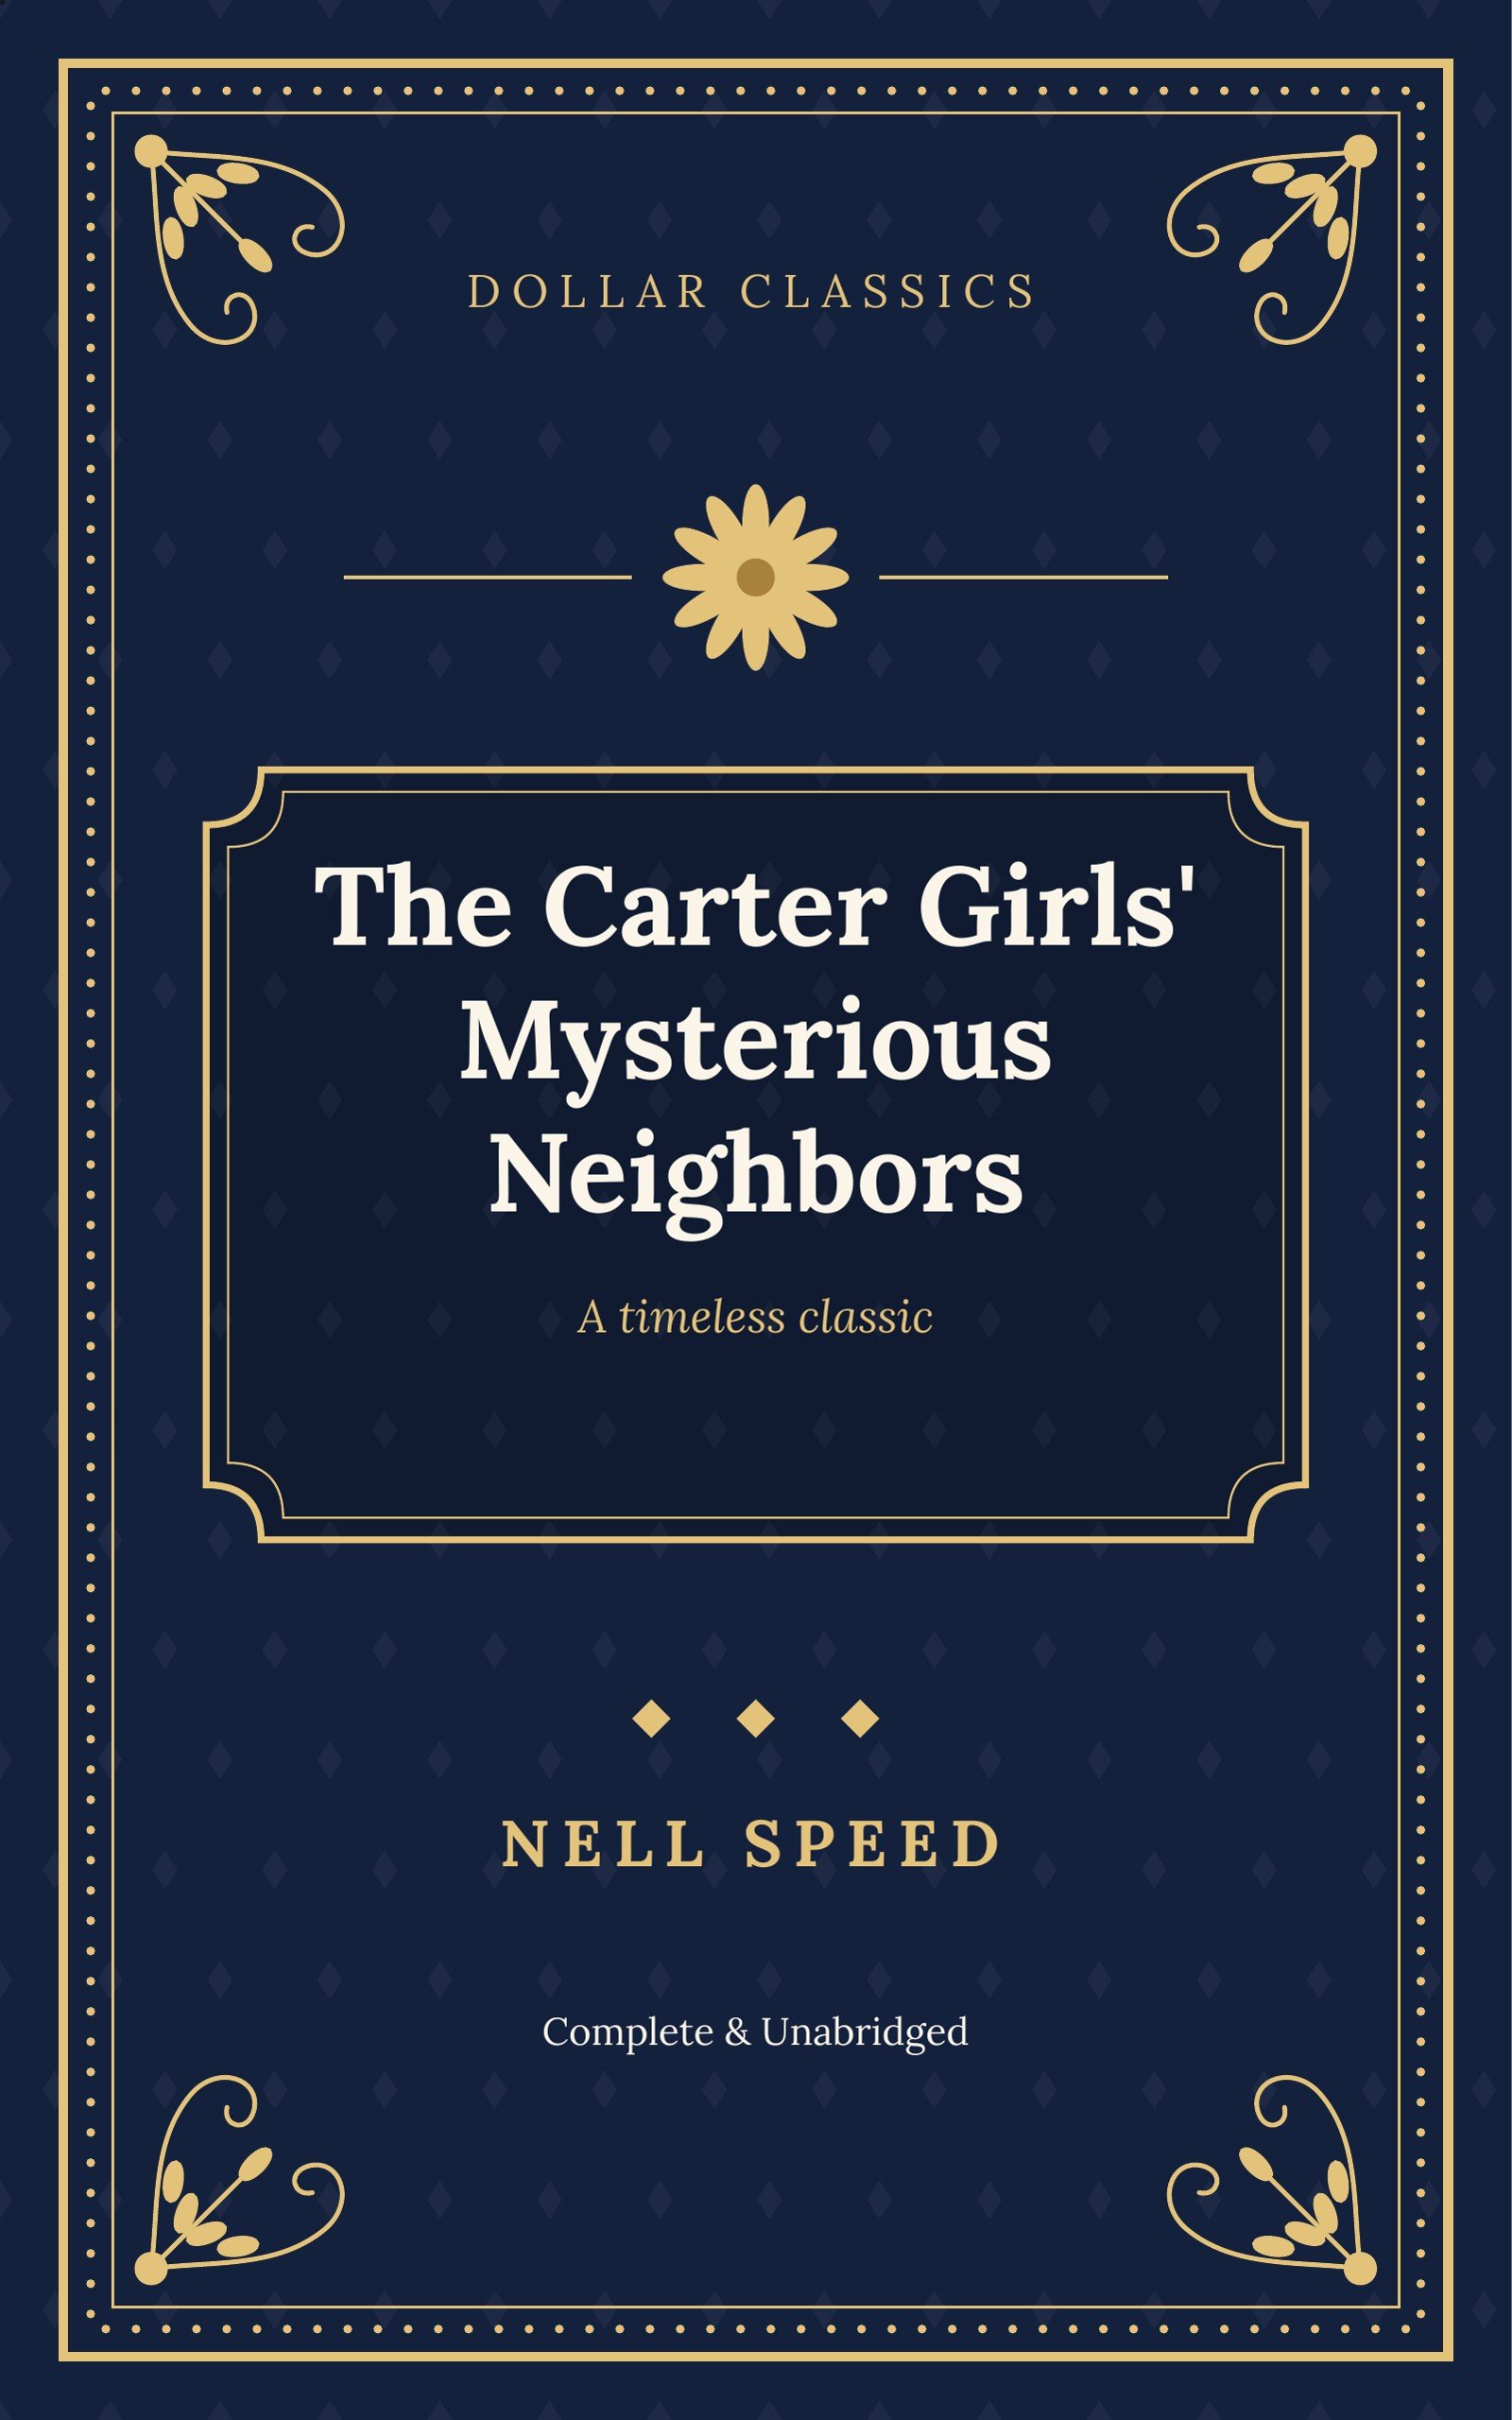 DOLLAR CLASSICS
The Carter Girls'
Mysterious
Neighbors
A timeless classic
NELL SPEED
Complete & Unabridged